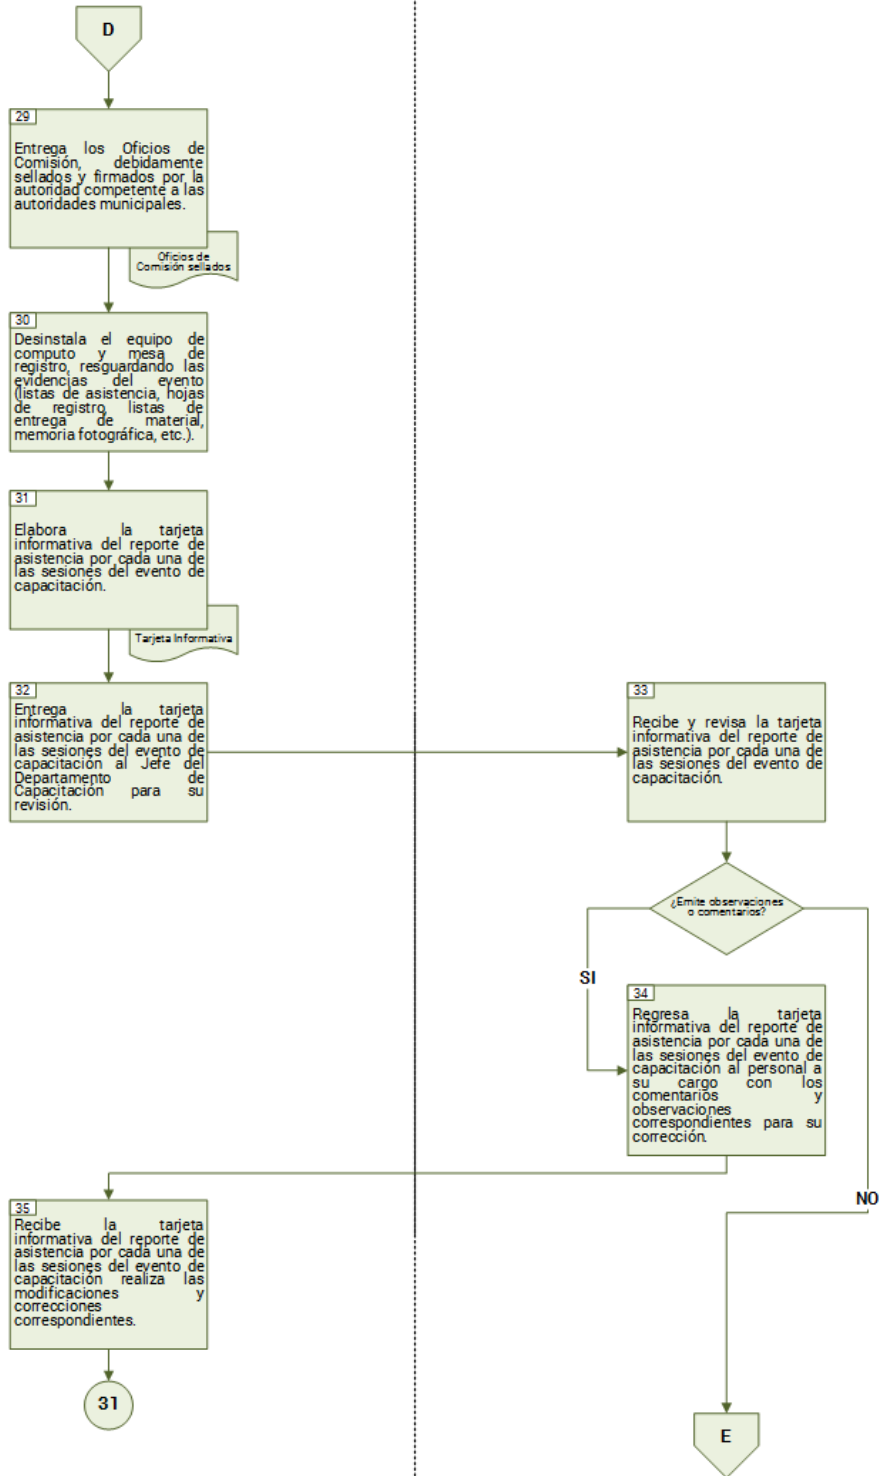 D
29
Entrega los Oficios de
Comisión, debidamente
sellados y firmados por la
autoridad competente a las
autoridades municipales.
Oficios de
Comisión sellados
30
Desinstala el equipo de
computo y mesa de
registro, resguardando las
evidencias del evento
(listas de asistencia, hojas
de registro, listas de
entrega de material,
memoria fotográfica, etc.).
31
Elabora la tarjeta
informativa del reporte de
asistencia por cada una de
las sesiones del evento de
capacitación.
Tarjeta Informativa
32
Entrega la tarjeta
informativa del reporte de
asistencia por cada una de
las sesiones del evento de
capacitación al Jefe del
Departamento de
Capacitación para su
revisión.
33
Recibe y revisa la tarjeta
informativa del reporte de
asistencia por cada una de
las sesiones del evento de
capacitación.
¿Emite observaciones
o comentarios?
SI
34
Regresa la tarjeta
informativa del reporte de
asistencia por cada una de
las sesiones del evento de
capacitación al personal a
su cargo con los
comentarios y
observaciones
correspondientes para su
corrección.
NO
35
Recibe la tarjeta
informativa del reporte de
asistencia por cada una de
las sesiones del evento de
capacitación realiza las
modificaciones y
correcciones
correspondientes.
31
E